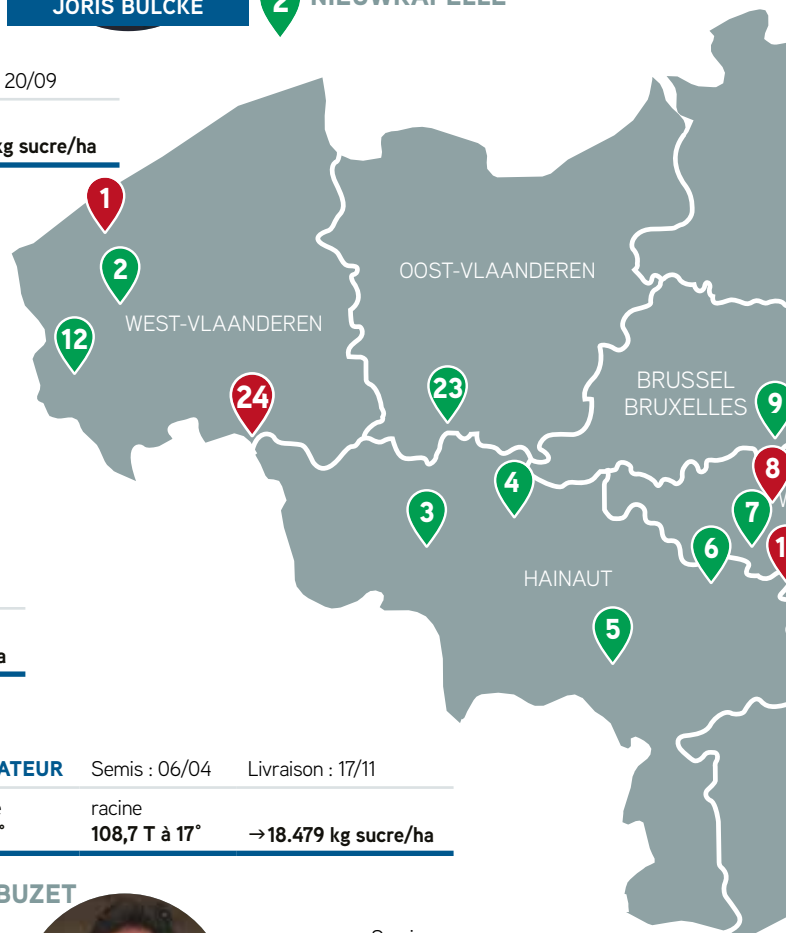 JORIS BULCKE
2
NIEUWKAPELLE
20/09
kg sucre/ha
1
2
OOST-VLAANDEREN
WEST-VLAANDEREN
12
24
23
BRUSSEL
BRUXELLES
9
8
4
3
7
6
1
HAINAUT
5
a
ATEUR Semis : 06/04 Livraison : 17/11
racine
108,7 T à 17° →18.479 kg sucre/ha
BUZET